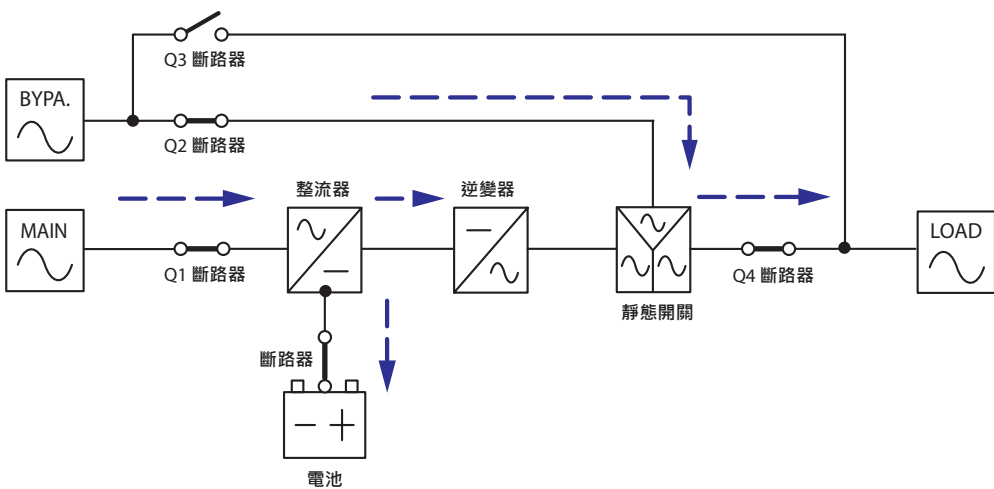 Q3 斷路器
BYPA.
Q2 斷路器
整流器
逆變器
MAIN
LOAD
Q1 斷路器
Q4 斷路器
靜態開關
斷路器
電池